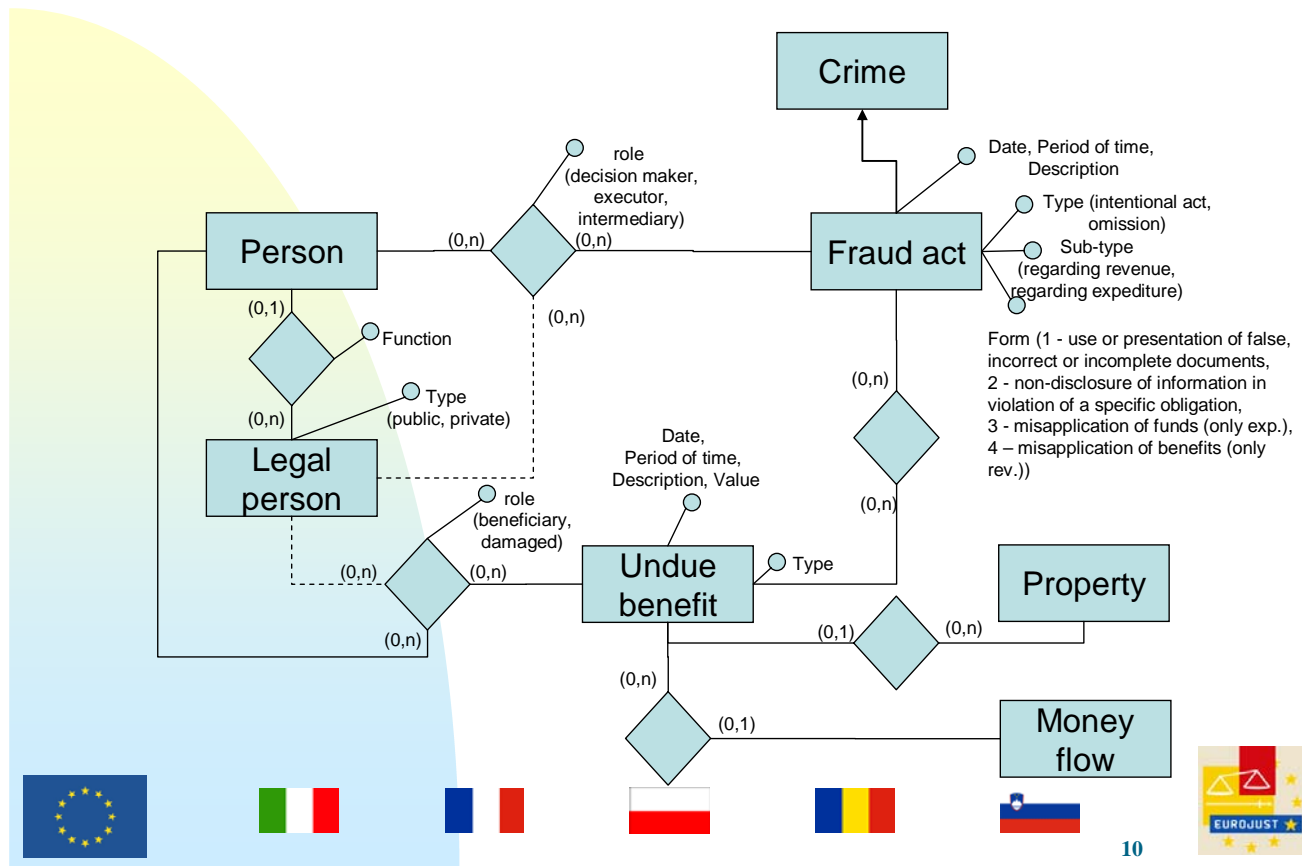 Crime
Date, Period of time,
Description
role
(decision maker,
executor,
intermediary)
Type (intentional act,
omission)
Person
(0,n)
(0,n)
Fraud act
Sub-type
(regarding revenue,
regarding expediture)
(0,1)
(0,n)
Function
Form (1 - use or presentation of false,
incorrect or incomplete documents,
2 - non-disclosure of information in
violation of a specific obligation,
3 - misapplication of funds (only exp.),
4 – misapplication of benefits (only
rev.))
(0,n)
Type
(public, private)
(0,n)
Legal
person
Date,
Period of time,
Description, Value
role
(beneficiary,
damaged)
(0,n)
(0,n)
(0,n)
Undue
benefit
Type
Property
(0,n)
(0,1)
(0,n)
(0,n)
(0,1)
Money
flow
EUROJUST
10